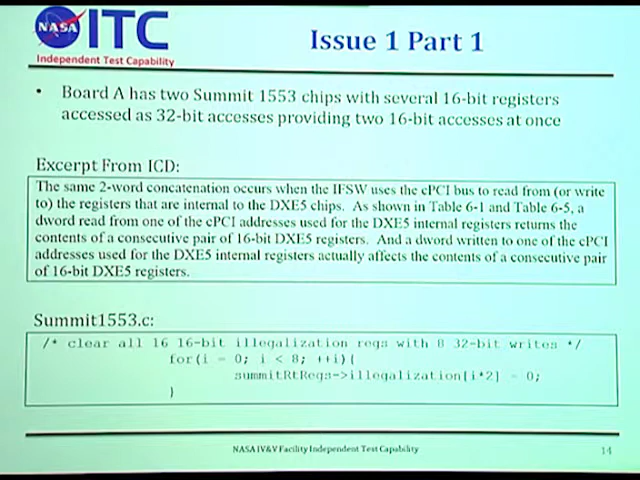 NASA ITC
Independent Test Capability
Issue 1 Part 1
• Board A has two Summit 1553 chips with several 16-bit registers
accessed as 32-bit accesses providing two 16-bit accesses at once
Excerpt From ICD:
The same 2-word concatenation occurs when the IFSW uses the cPCI bus to read from (or write
to) the registers that are internal to the DXE5 chips. As shown in Table 6-1 and Table 6-5, a
dword read from one of the cPCI addresses used for the DXE5 internal registers returns the
contents of a consecutive pair of 16-bit DXE5 registers. And a dword written to one of the cPCI
addresses used for the DXE5 internal registers actually affects the contents of a consecutive pair
of 16-bit DXE5 registers.
Summit1553.c:
/* clear all 16 16-bit illegalization regs with 8 32-bit writes */
for(i = 0; i < 8; ++i){
summitRtRegs->illegalization[i*2] = 0;
}
NASA IV&V Facility Independent Test Capability
14